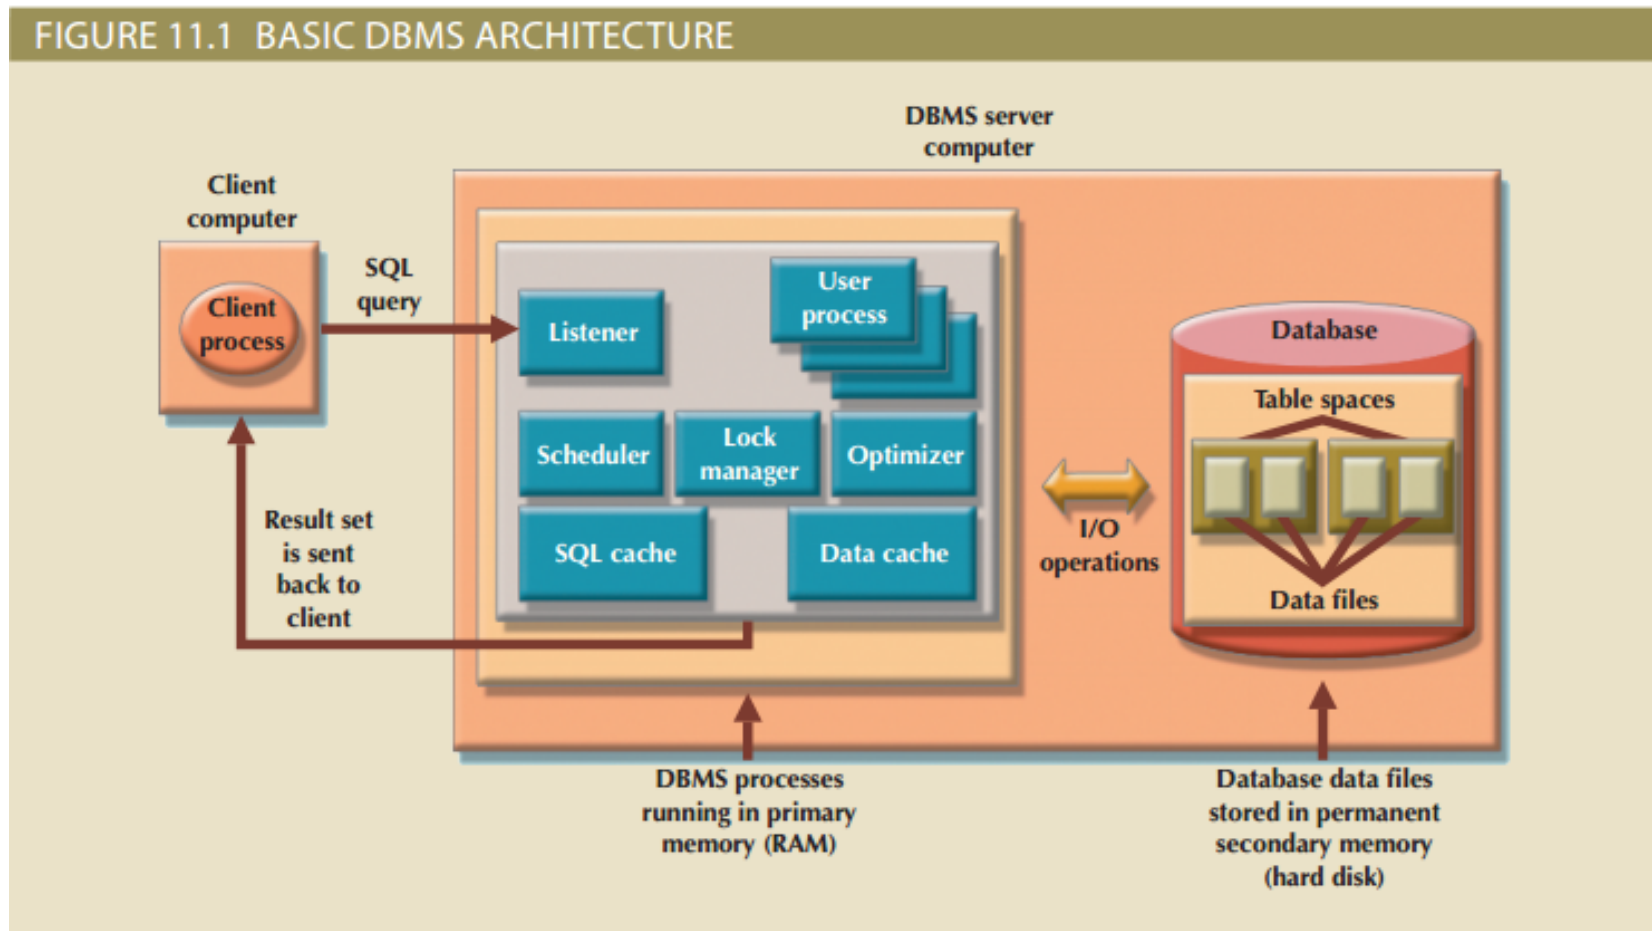 FIGURE 11.1 BASIC DBMS ARCHITECTURE
DBMS server
computer
Client
computer
Client
process
SQL
query
Listener
User
process
Scheduler
Lock
manager
Optimizer
SQL cache
Data cache
Result set
is sent
back to
client
I/O
operations
Database
Table spaces
Data files
DBMS processes
running in primary
memory (RAM)
Database data files
stored in permanent
secondary memory
(hard disk)